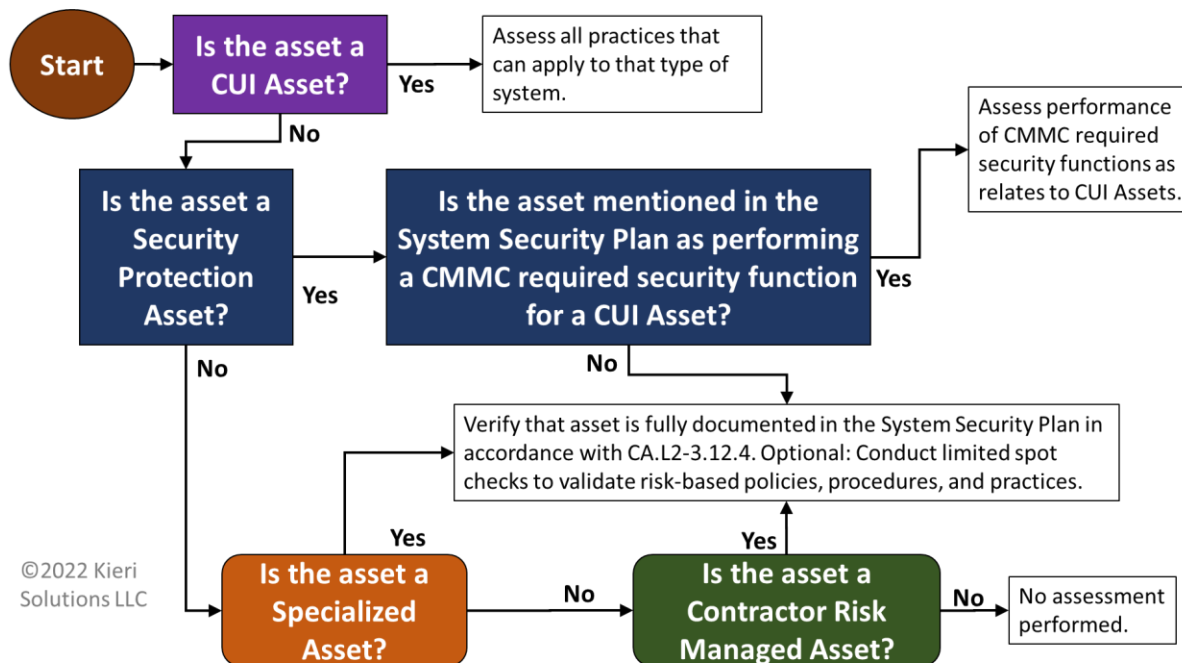 Start
Is the asset a
CUI Asset?
Yes
Assess all practices that
can apply to that type of
system.
No
Assess performance
of CMMC required
security functions as
relates to CUI Assets.
Is the asset a
Security
Protection
Asset?
Yes
Is the asset mentioned in the
System Security Plan as performing
a CMMC required security function
for a CUI Asset?
Yes
No
No
Verify that asset is fully documented in the System Security Plan in
accordance with CA.L2-3.12.4. Optional: Conduct limited spot
checks to validate risk-based policies, procedures, and practices.
Yes
Yes
©2022 Kieri
Solutions LLC
Is the asset a
Specialized
Asset?
No
Is the asset a
Contractor Risk
Managed Asset?
No
No assessment
performed.